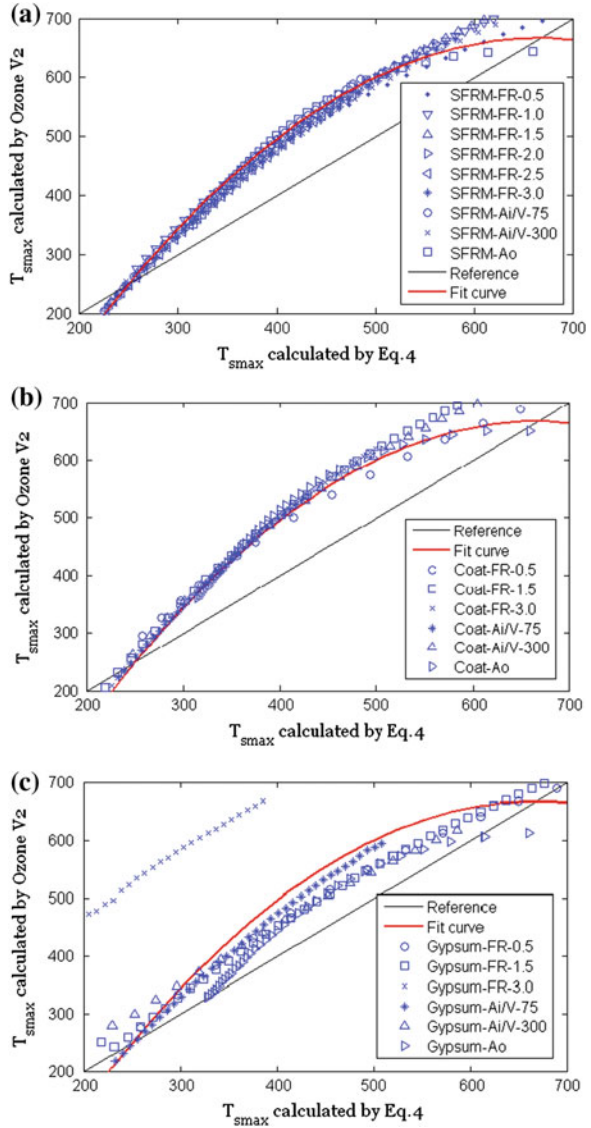 (a)
700
600
500
400
300
200
T_smax calculated by Ozone V2
SFRM-FR-0.5
SFRM-FR-1.0
SFRM-FR-1.5
SFRM-FR-2.0
SFRM-FR-2.5
SFRM-FR-3.0
SFRM-Ai/V-75
SFRM-Ai/V-300
SFRM-Ao
Reference
Fit curve
200 300 400 500 600 700
T_smax calculated by Eq.4
(b)
700
600
500
400
300
200
T_smax calculated by Ozone V2
Reference
Fit curve
Coat-FR-0.5
Coat-FR-1.5
Coat-FR-3.0
Coat-Ai/V-75
Coat-Ai/V-300
Coat-Ao
200 300 400 500 600 700
T_smax calculated by Eq.4
(c)
700
600
500
400
300
200
T_smax calculated by Ozone V2
Reference
Fit curve
Gypsum-FR-0.5
Gypsum-FR-1.5
Gypsum-FR-3.0
Gypsum-Ai/V-75
Gypsum-Ai/V-300
Gypsum-Ao
200 300 400 500 600 700
T_smax calculated by Eq.4